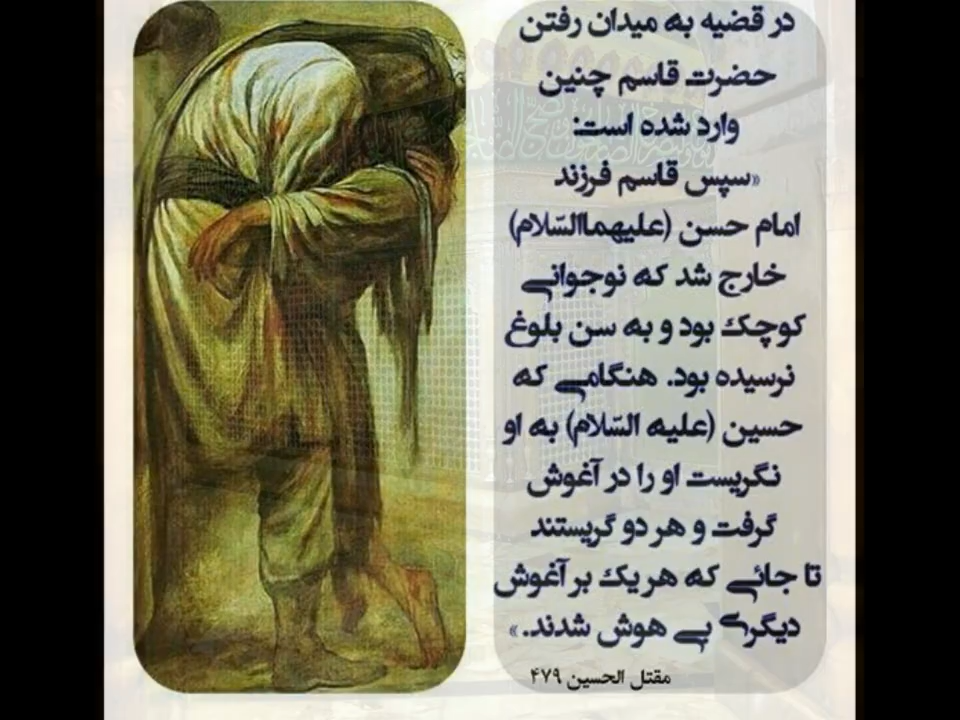 در قضیه به میدان رفتن
حضرت قاسم چنین
وارد شده است:
«سپس قاسم فرزند
امام حسن (علیهماالسّلام)
خارج شد که نوجوانی
کوچک بود و به سن بلوغ
نرسیده بود. هنگامی که
حسین (علیه السّلام) به او
نگریست او را در آغوش
گرفت و هر دو گریستند
تا جائی که هر یک بر آغوش
دیگری بی هوش شدند.»
مقتل الحسین ۴۷۹